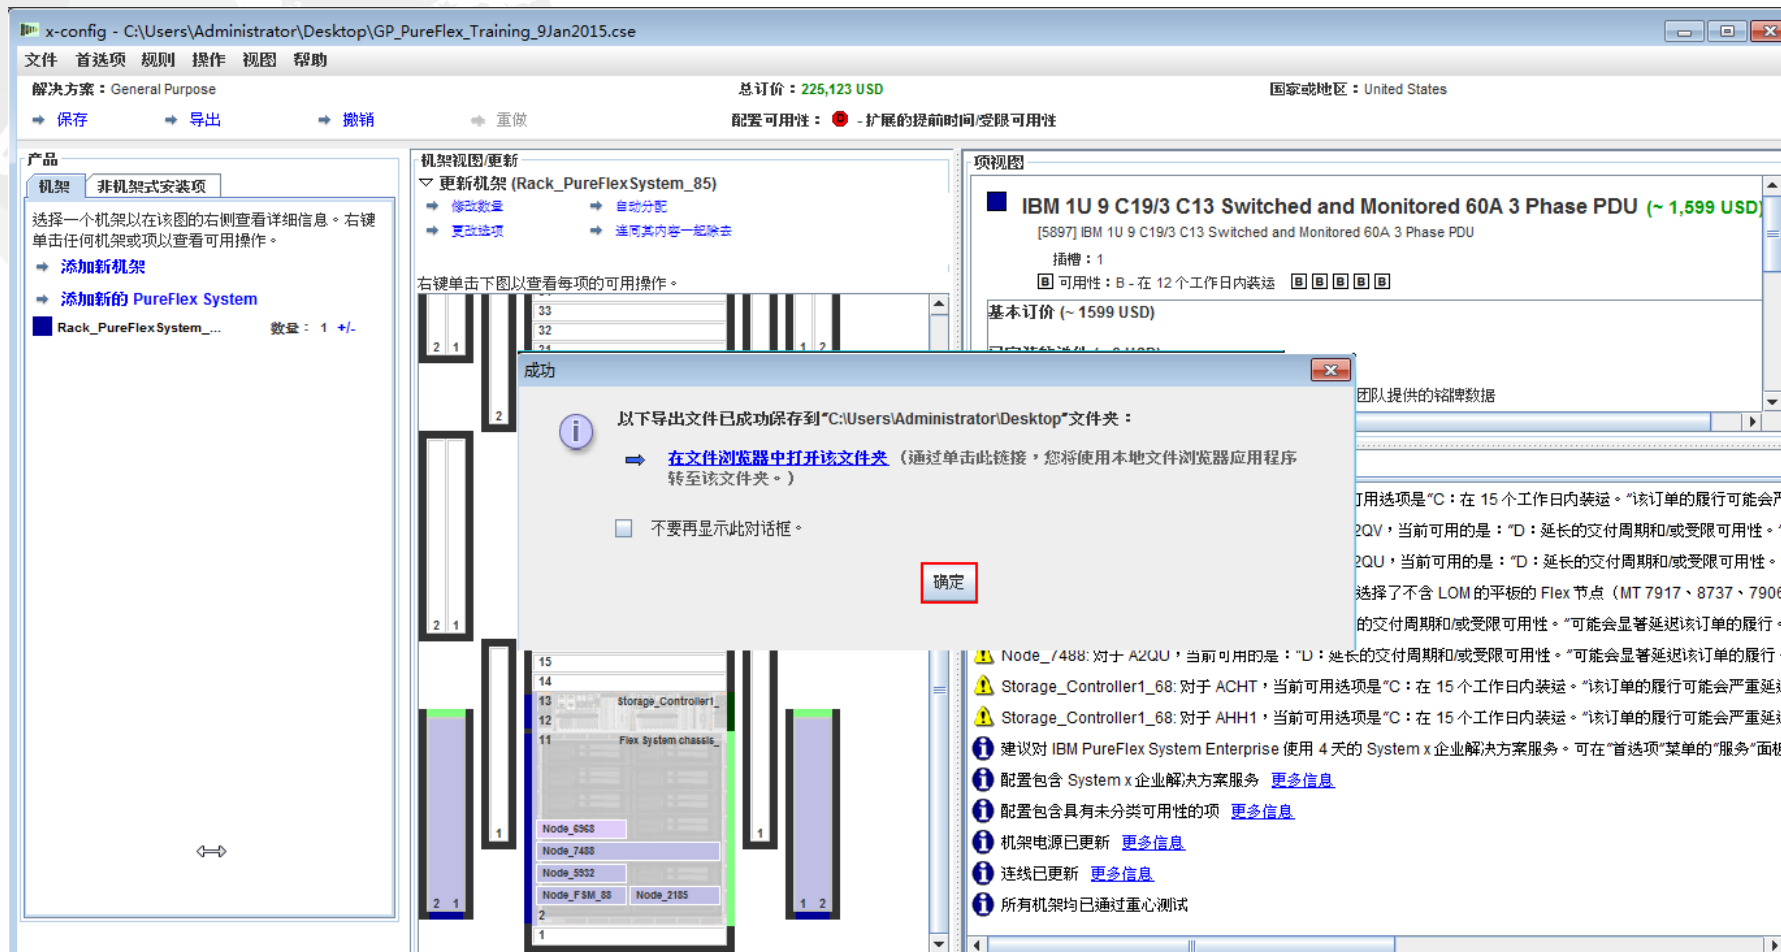 x-config - C:\Users\Administrator\Desktop\GP_PureFlex_Training_9Jan2015.cse
文件 首选项 规则 操作 视图 帮助
解决方案：General Purpose
总订价：225,123 USD
国家或地区：United States
保存 导出 撤销 重做
配置可用性： D - 扩展的提前时间/受限可用性
产品
机架 非机架式安装项
选择一个机架以在该图的右侧查看详细信息。右键
单击任何机架或项以查看可用操作。
添加新机架
添加新的 PureFlex System
Rack_PureFlexSystem_... 数量： 1 +/-
机架视图/更新
更新机架 (Rack_PureFlexSystem_85)
修改数量 自动分配
更改选项 连同其内容一起除去
右键单击下图以查看每项的可用操作。
33
32
2 1
1 2
2
2 1
15
14
13 Storage_Controller1_
12
11 Flex System chassis_
Node_6968
1
1
Node_7488
Node_5932
Node_FSM_88 Node_2185
2 1
1 2
2
1
项视图
IBM 1U 9 C19/3 C13 Switched and Monitored 60A 3 Phase PDU (~ 1,599 USD)
[5897] IBM 1U 9 C19/3 C13 Switched and Monitored 60A 3 Phase PDU
插槽：1
B 可用性：B - 在 12 个工作日内装运 B B B B B
基本订价 (~ 1599 USD)
团队提供的铭牌数据
成功
以下导出文件已成功保存到"C:\Users\Administrator\Desktop"文件夹：
在文件浏览器中打开该文件夹（通过单击此链接，您将使用本地文件浏览器应用程序
转至该文件夹。）
不要再显示此对话框。
确定
可用选项是"C：在 15 个工作日内装运。"该订单的履行可能会严
2QV，当前可用的是："D：延长的交付周期和/或受限可用性。"
2QU，当前可用的是："D：延长的交付周期和/或受限可用性。
选择了不含 LOM 的平板的 Flex 节点（MT 7917、8737、7906
的交付周期和/或受限可用性。"可能会显著延迟该订单的履行。
Node_7488: 对于 A2QU，当前可用的是："D：延长的交付周期和/或受限可用性。"可能会显著延迟该订单的履行
Storage_Controller1_68: 对于 ACHT，当前可用选项是"C：在 15 个工作日内装运。"该订单的履行可能会严重延迟
Storage_Controller1_68: 对于 AHH1，当前可用选项是"C：在 15 个工作日内装运。"该订单的履行可能会严重延迟
建议对 IBM PureFlex System Enterprise 使用 4 天的 System x 企业解决方案服务。可在"首选项"菜单的"服务"面板
配置包含 System x 企业解决方案服务 更多信息
配置包含具有未分类可用性的项 更多信息
机架电源已更新 更多信息
连线已更新 更多信息
所有机架均已通过重心测试